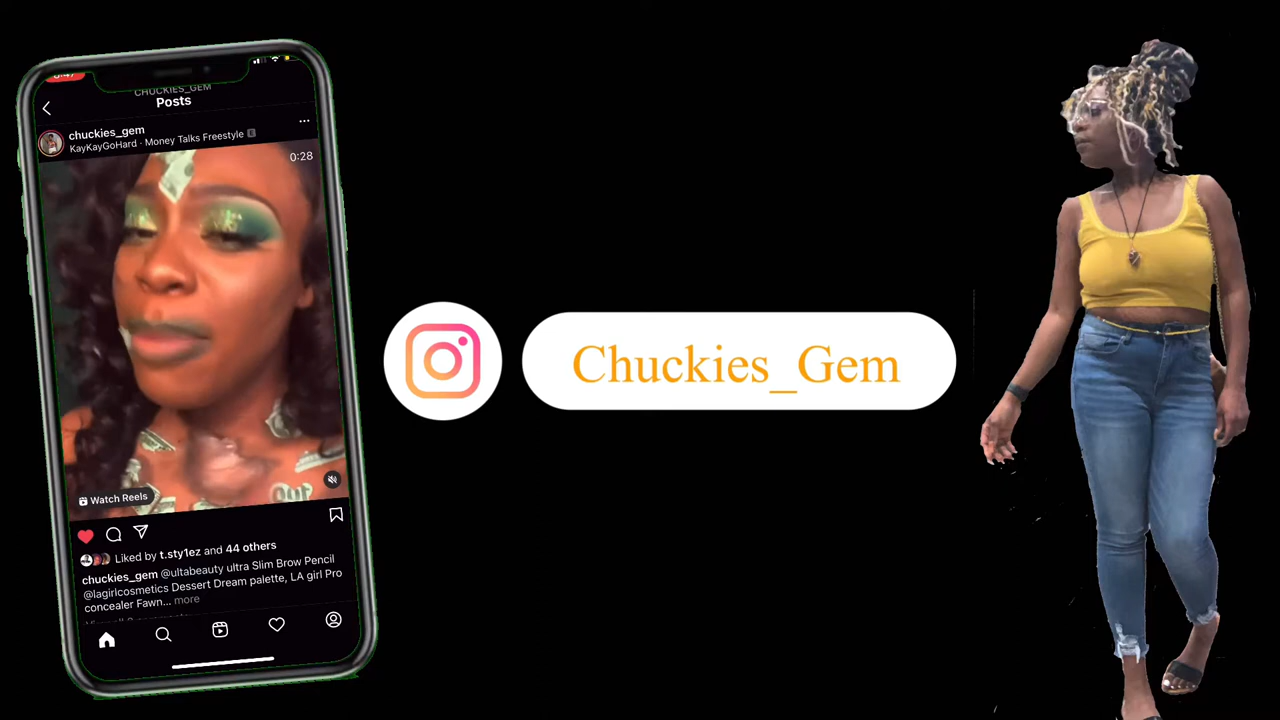 CHUCKIES_GEM
Posts
chuckies_gem
KayKayGoHard · Money Talks Freestyle E
0:28
Watch Reels
Liked by t.sty1ez and 44 others
chuckies_gem @ultabeauty ultra Slim Brow Pencil
@lagirlcosmetics Dessert Dream palette, LA girl Pro
concealer Fawn... more
Chuckies_Gem